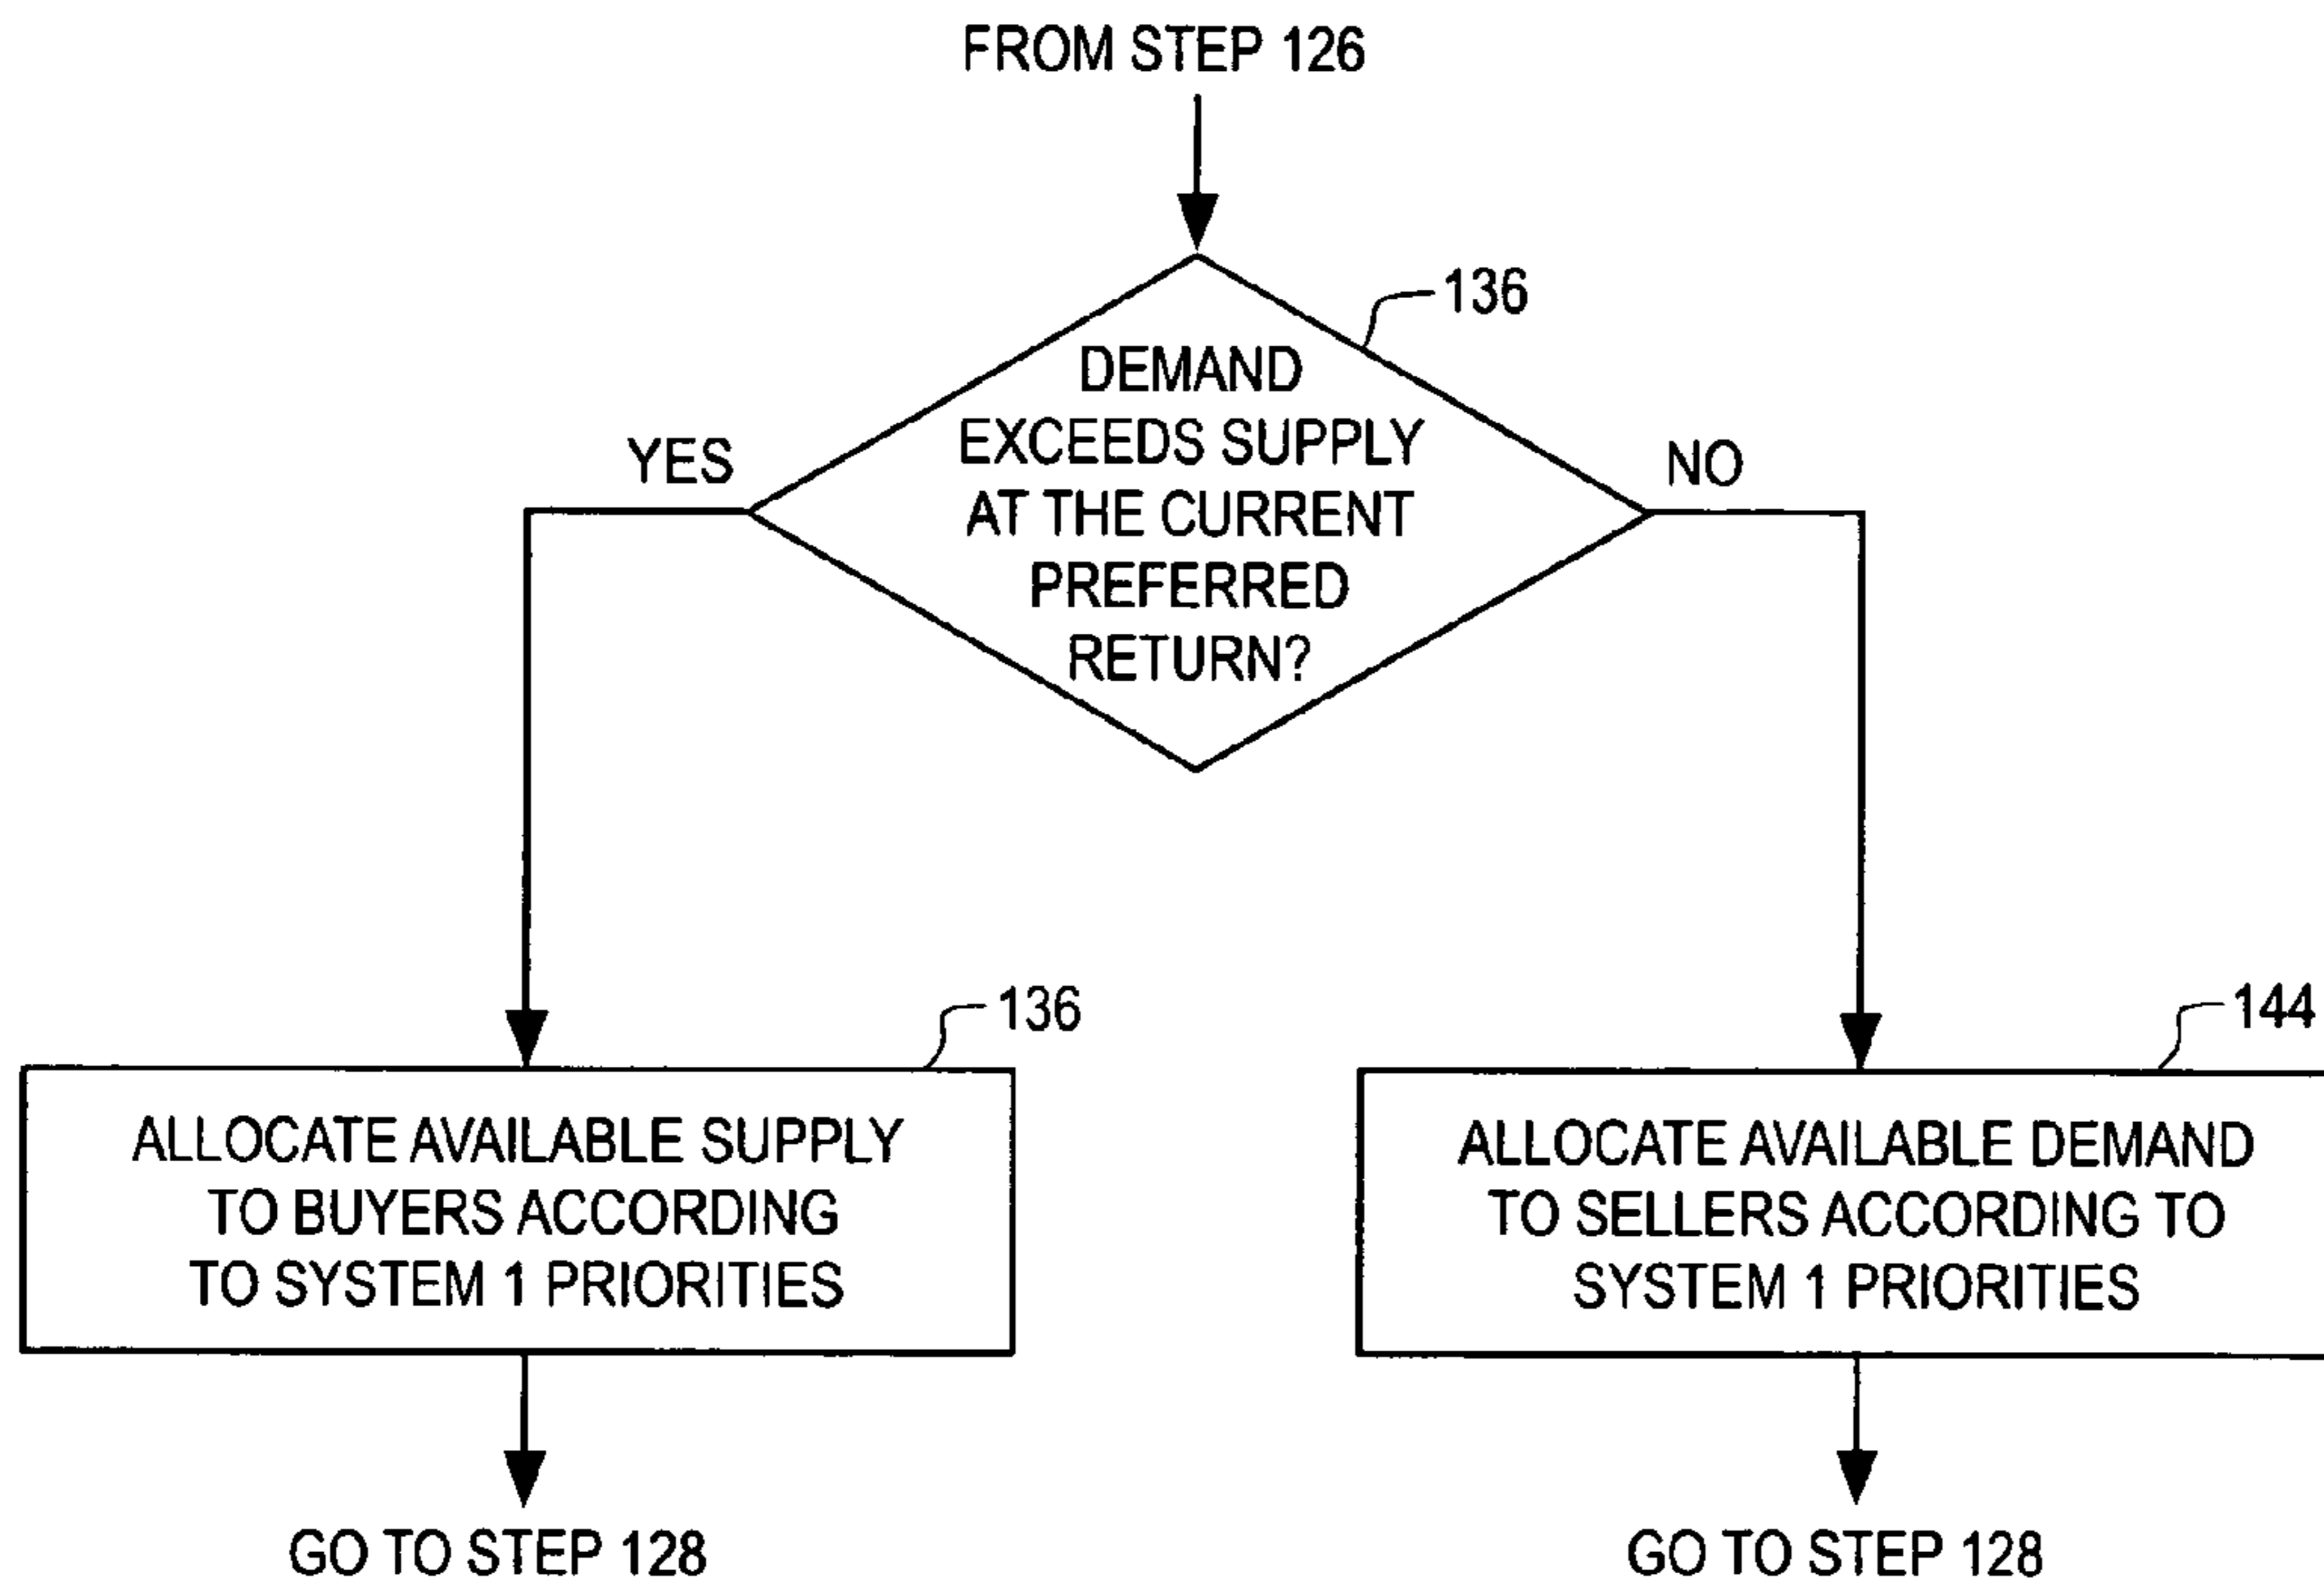 FROM STEP 126
136
DEMAND
EXCEEDS SUPPLY
AT THE CURRENT
PREFERRED
RETURN?
YES
NO
136
ALLOCATE AVAILABLE SUPPLY
TO BUYERS ACCORDING
TO SYSTEM 1 PRIORITIES
144
ALLOCATE AVAILABLE DEMAND
TO SELLERS ACCORDING TO
SYSTEM 1 PRIORITIES
GO TO STEP 128
GO TO STEP 128